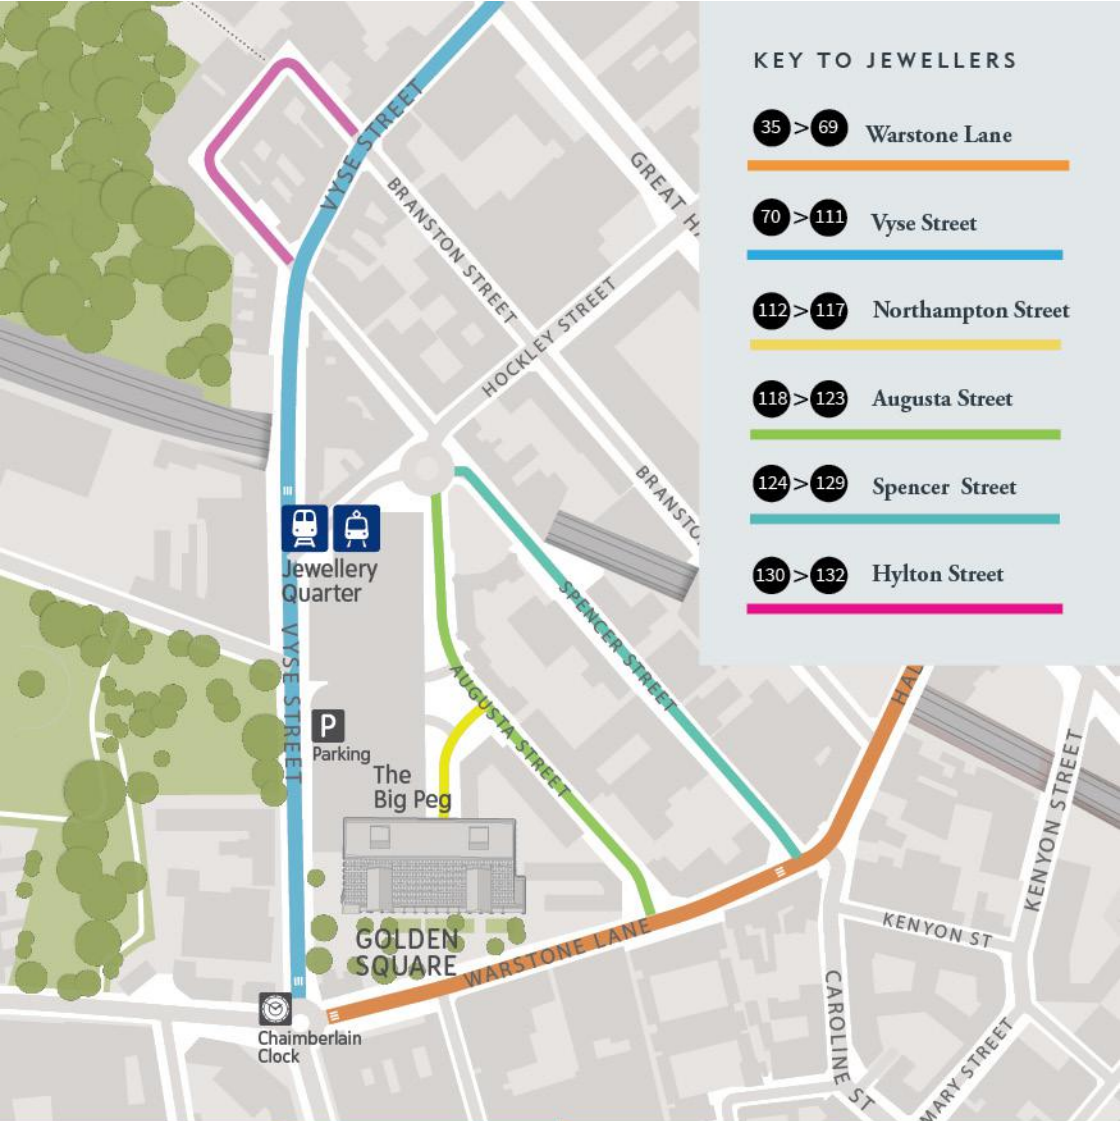 KEY TO JEWELLERS
35 > 69 Warstone Lane
70 > 111 Vyse Street
112 > 117 Northampton Street
118 > 123 Augusta Street
124 > 129 Spencer Street
130 > 132 Hylton Street
VYSE STREET
BRANSTON STREET
GREAT HA
HOCKLEY STREET
BRANSTO
Jewellery
Quarter
SPENCER STREET
VYSE STREET
AUGUSTA STREET
HAL
P
Parking
The
Big Peg
KENYON STREET
GOLDEN
SQUARE
WARSTONE LANE
KENYON ST
CAROLINE ST
MARY STREET
Chaimberlain
Clock